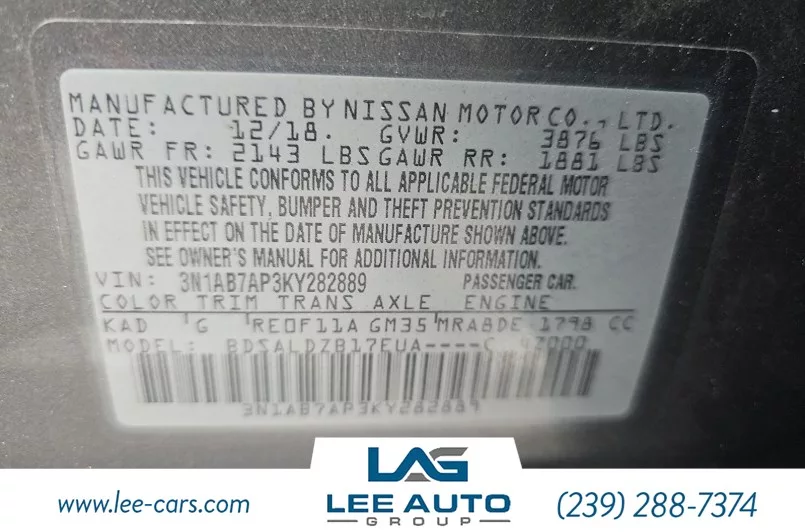 MANUFACTURED BY NISSAN MOTOR CO., LTD.
DATE: 12/18. GVWR: 3876 LBS
GAWR FR: 2143 LBS GAWR RR: 1881 LBS
THIS VEHICLE CONFORMS TO ALL APPLICABLE FEDERAL MOTOR
VEHICLE SAFETY, BUMPER AND THEFT PREVENTION STANDARDS
IN EFFECT ON THE DATE OF MANUFACTURE SHOWN ABOVE.
SEE OWNER'S MANUAL FOR ADDITIONAL INFORMATION.
VIN: 3N1AB7AP3KY282889 PASSENGER CAR.
COLOR TRIM TRANS AXLE ENGINE
KAD G RE0F11A GM35 MRA8DE 1798 CC
MODEL:
3N1AB7AP3KY282889
LAG
LEE AUTO
GROUP
www.lee-cars.com
(239) 288-7374